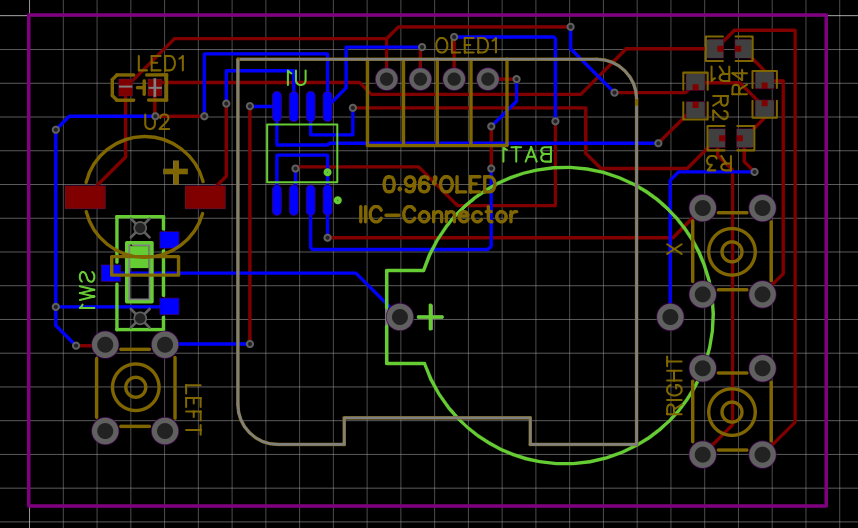 OLED1
LED1
U1
R1
R4
U2
R2
BAT1
R3
0.96'OLED
IIC-Connector
X
SW1
LEFT
RIGHT